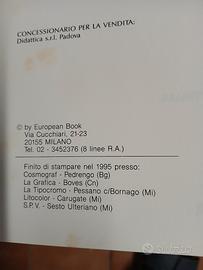 CONCESSIONARIO PER LA VENDITA:
Didattica s.r.l. Padova
© by European Book
Via Cucchiari, 21-23
20155 MILANO
Tel. 02 - 3452376 (8 linee R.A.)
Finito di stampare nel 1995 presso:
Cosmograf - Pedrengo (Bg)
La Grafica - Boves (Cn)
La Tipocromo - Pessano c/Bornago (Mi)
Litocolor - Carugate (Mi)
S.P.V. - Sesto Ulteriano (Mi)
subito